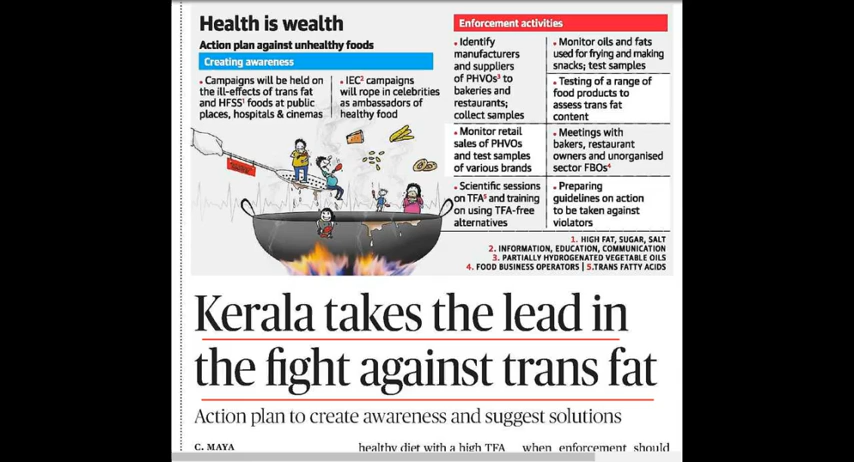 Health is wealth
Action plan against unhealthy foods
Creating awareness
• Campaigns will be held on
the ill-effects of trans fat
and HFSS¹ foods at public
places, hospitals & cinemas
• IEC² campaigns
will rope in celebrities
as ambassadors of
healthy food
Enforcement activities
• Identify
manufacturers
and suppliers
of PHVOs³ to
bakeries and
restaurants;
collect samples
• Monitor oils and fats
used for frying and making
snacks; test samples
• Testing of a range of
food products to
assess trans fat
content
• Monitor retail
sales of PHVOs
and test samples
of various brands
• Meetings with
bakers, restaurant
owners and unorganised
sector FBOs⁴
• Scientific sessions
on TFA⁵ and training
on using TFA-free
alternatives
• Preparing
guidelines on action
to be taken against
violators
1. HIGH FAT, SUGAR, SALT
2. INFORMATION, EDUCATION, COMMUNICATION
3. PARTIALLY HYDROGENATED VEGETABLE OILS
4. FOOD BUSINESS OPERATORS | 5.TRANS FATTY ACIDS
Kerala takes the lead in
the fight against trans fat
Action plan to create awareness and suggest solutions
C. MAYA
healthy diet with a high TFA
when enforcement should